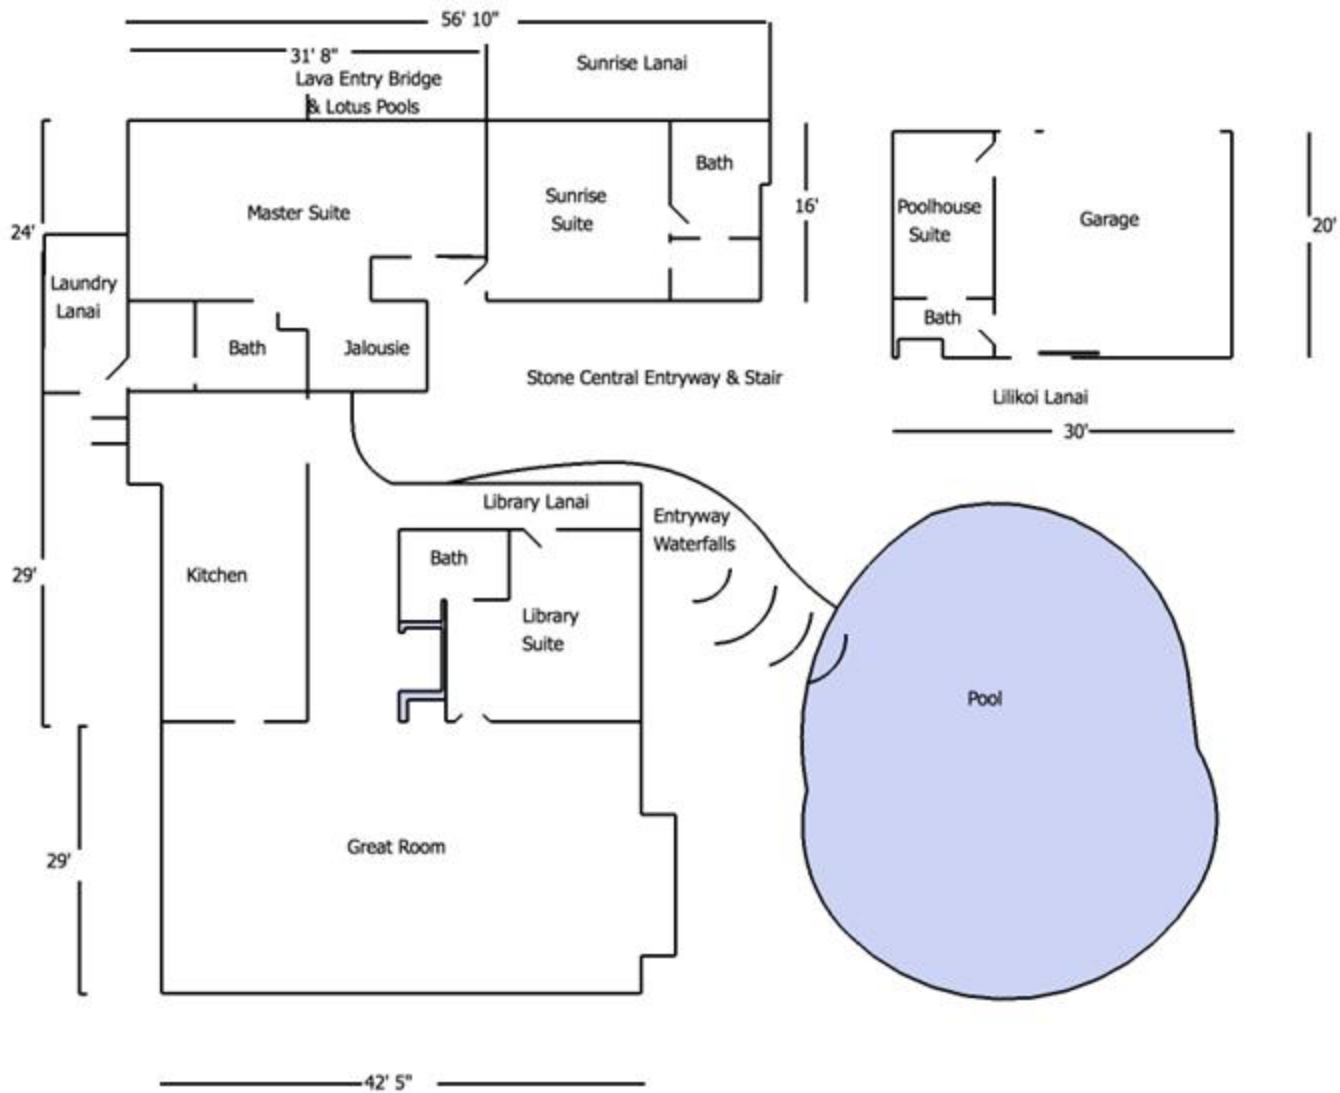 56' 10"
31' 8"
Sunrise Lanai
Lava Entry Bridge
& Lotus Pools
Bath
Master Suite
Sunrise
Suite
16'
24'
Poolhouse
Suite
Garage
20'
Laundry
Lanai
Bath
Jalousie
Bath
Stone Central Entryway & Stair
Lilikoi Lanai
30'
Library Lanai
Entryway
Waterfalls
Bath
29'
Kitchen
Library
Suite
Pool
29'
Great Room
42' 5"